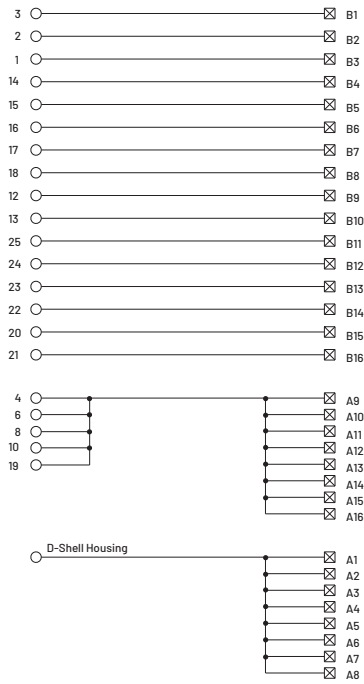 3 B1
2 B2
1 B3
14 B4
15 B5
16 B6
17 B7
18 B8
12 B9
13 B10
25 B11
24 B12
23 B13
22 B14
20 B15
21 B16
4 A9
6 A10
8 A11
10 A12
19 A13
A14
A15
A16
D-Shell Housing
A1
A2
A3
A4
A5
A6
A7
A8